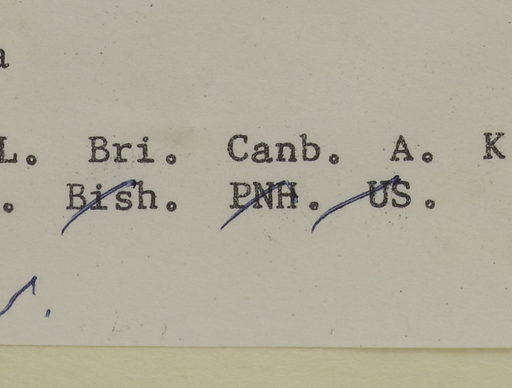 a
L. Bri. Canb. A. K
. Bish. PNH. US.